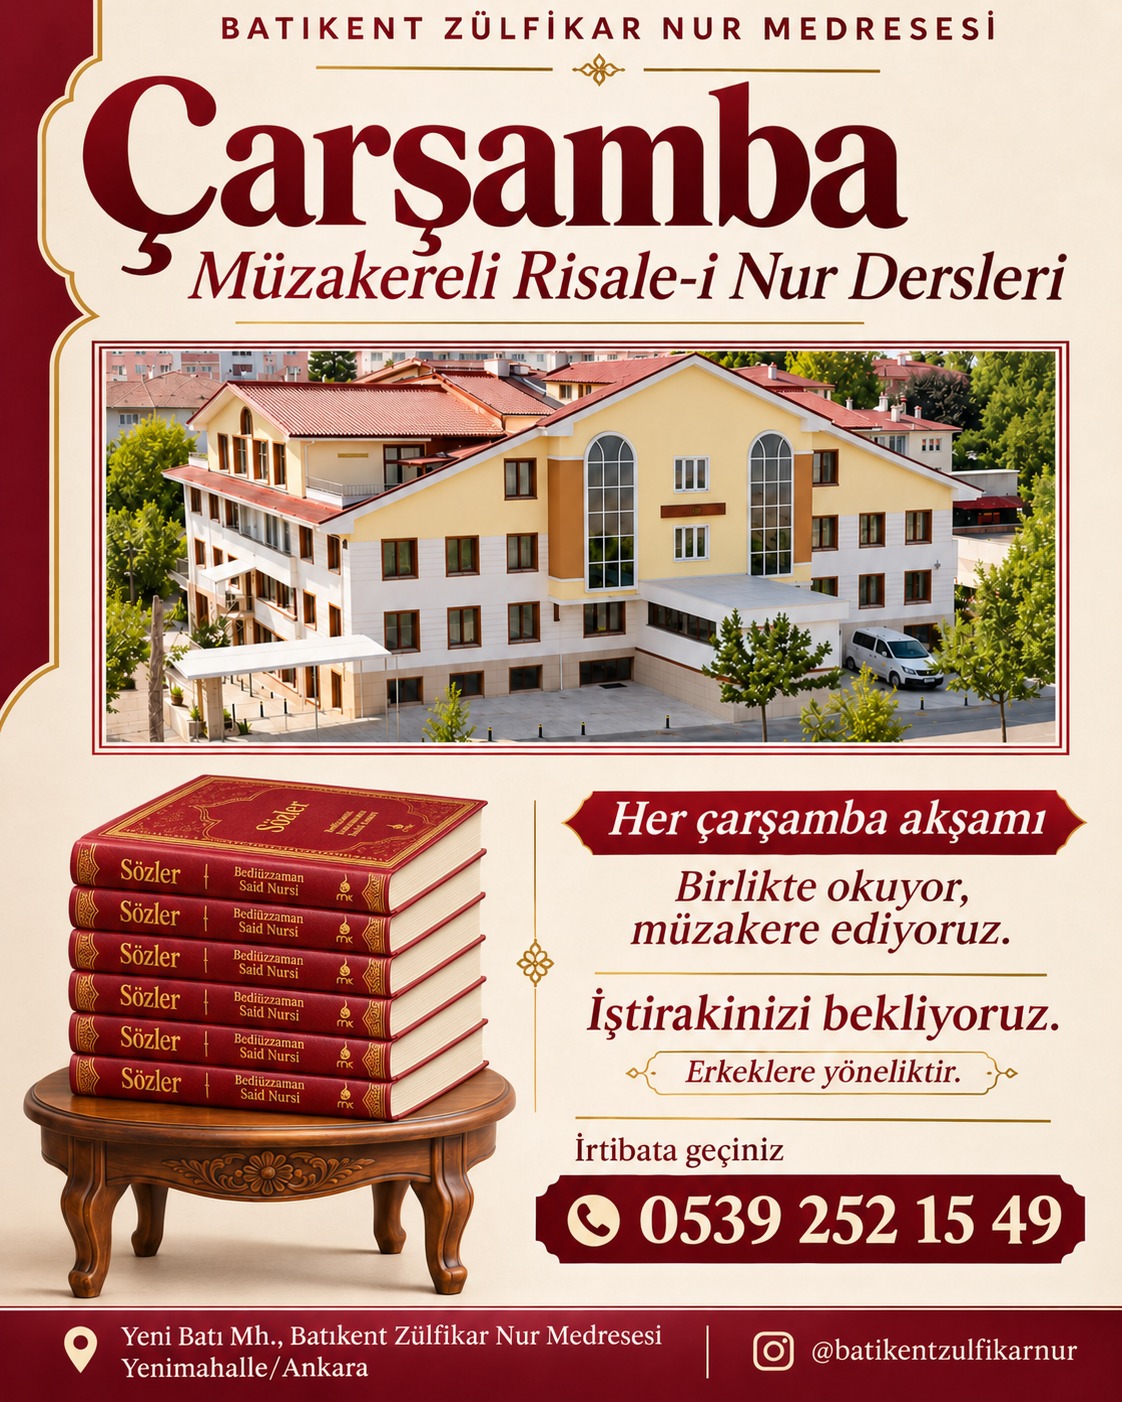 BATIKENT ZÜLFİKAR NUR MEDRESESİ
Çarşamba
Müzakereli Risale-i Nur Dersleri
Sözler
Sözler
Bediüzzaman
Said Nursi
Sözler
Bediüzzaman
Said Nursi
Sözler
Bediüzzaman
Said Nursi
Sözler
Bediüzzaman
Said Nursi
Sözler
Bediüzzaman
Said Nursi
Sözler
Bediüzzaman
Said Nursi
Her çarşamba akşamı
Birlikte okuyor,
müzakere ediyoruz.
İştirakinizi bekliyoruz.
Erkeklere yöneliktir.
İrtibata geçiniz
0539 252 15 49
Yeni Batı Mh., Batıkent Zülfikar Nur Medresesi
Yenimahalle/Ankara
@batikentzulfikarnur